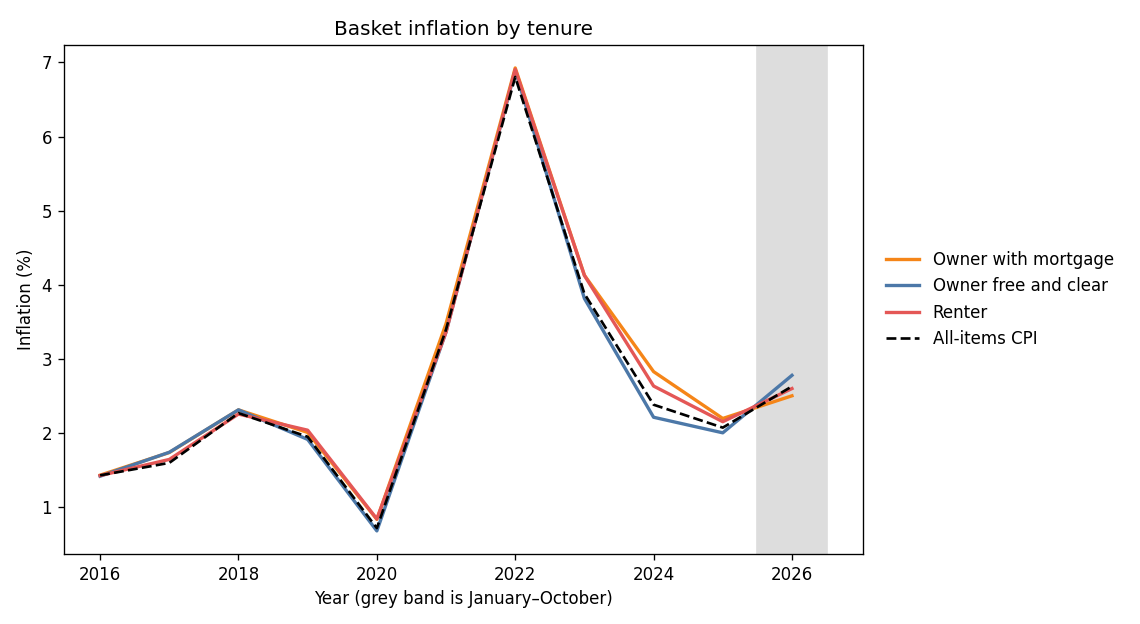 Basket inflation by tenure
Inflation (%)
7
6
5
4
3
2
1
2016
2018
2020
2022
2024
2026
Year (grey band is January–October)
Owner with mortgage
Owner free and clear
Renter
All-items CPI